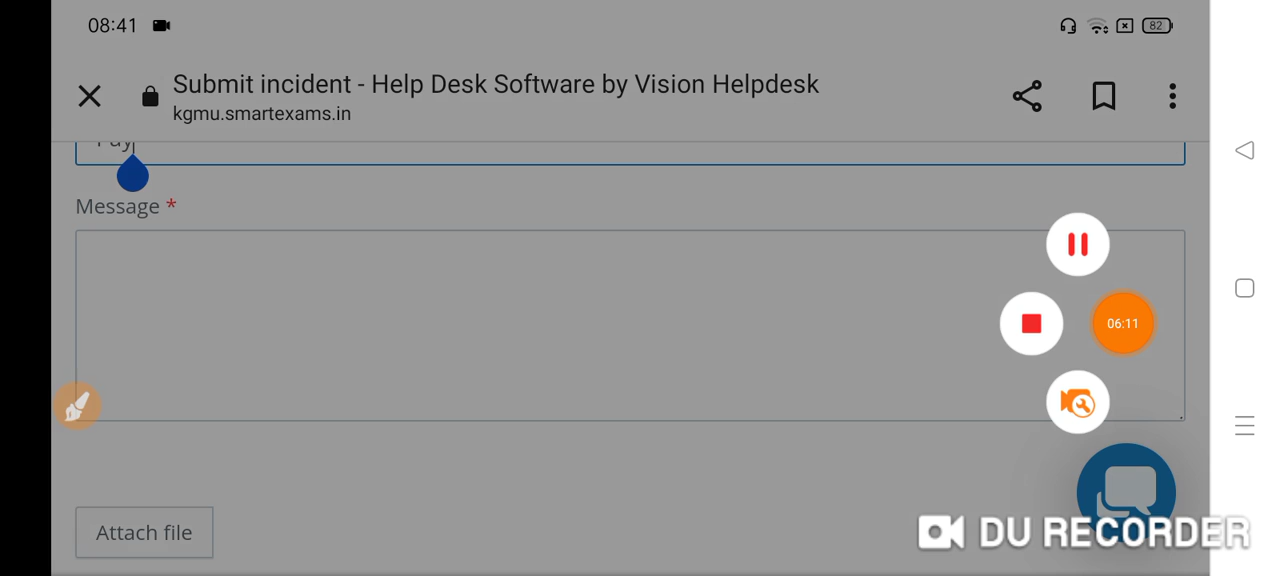 08:41
82
Submit incident - Help Desk Software by Vision Helpdesk
kgmu.smartexams.in
Pay
Message *
06:11
Attach file
DU RECORDER